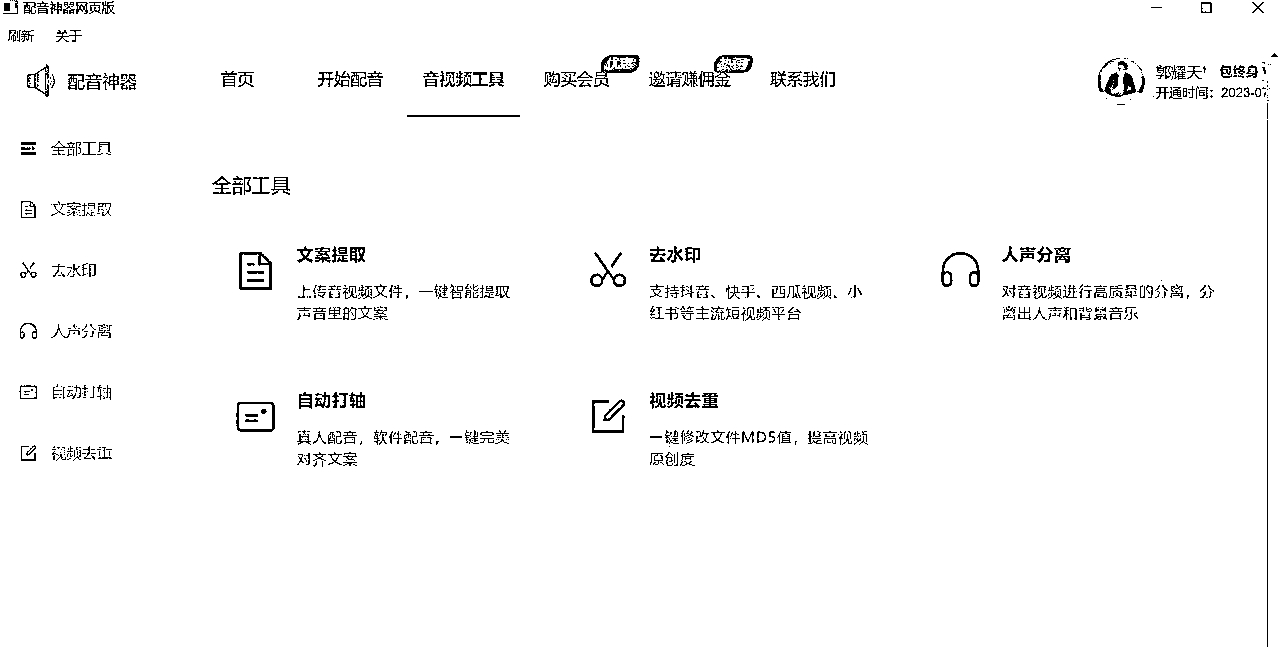 配音神器网页版
刷新 关于
配音神器 首页 开始配音 音视频工具 购买会员 优惠 邀请赚佣金 联系我们
郭耀天 包终身
开通时间：2023-07
全部工具
文案提取
去水印
人声分离
自动打轴
视频去重
全部工具
文案提取
上传音视频文件，一键智能提取
声音里的文案
去水印
支持抖音、快手、西瓜视频、小
红书等主流短视频平台
人声分离
对音视频进行高质量的分离，分
离出人声和背景音乐
自动打轴
真人配音，软件配音，一键完美
对齐文案
视频去重
一键修改文件MD5值，提高视频
原创度